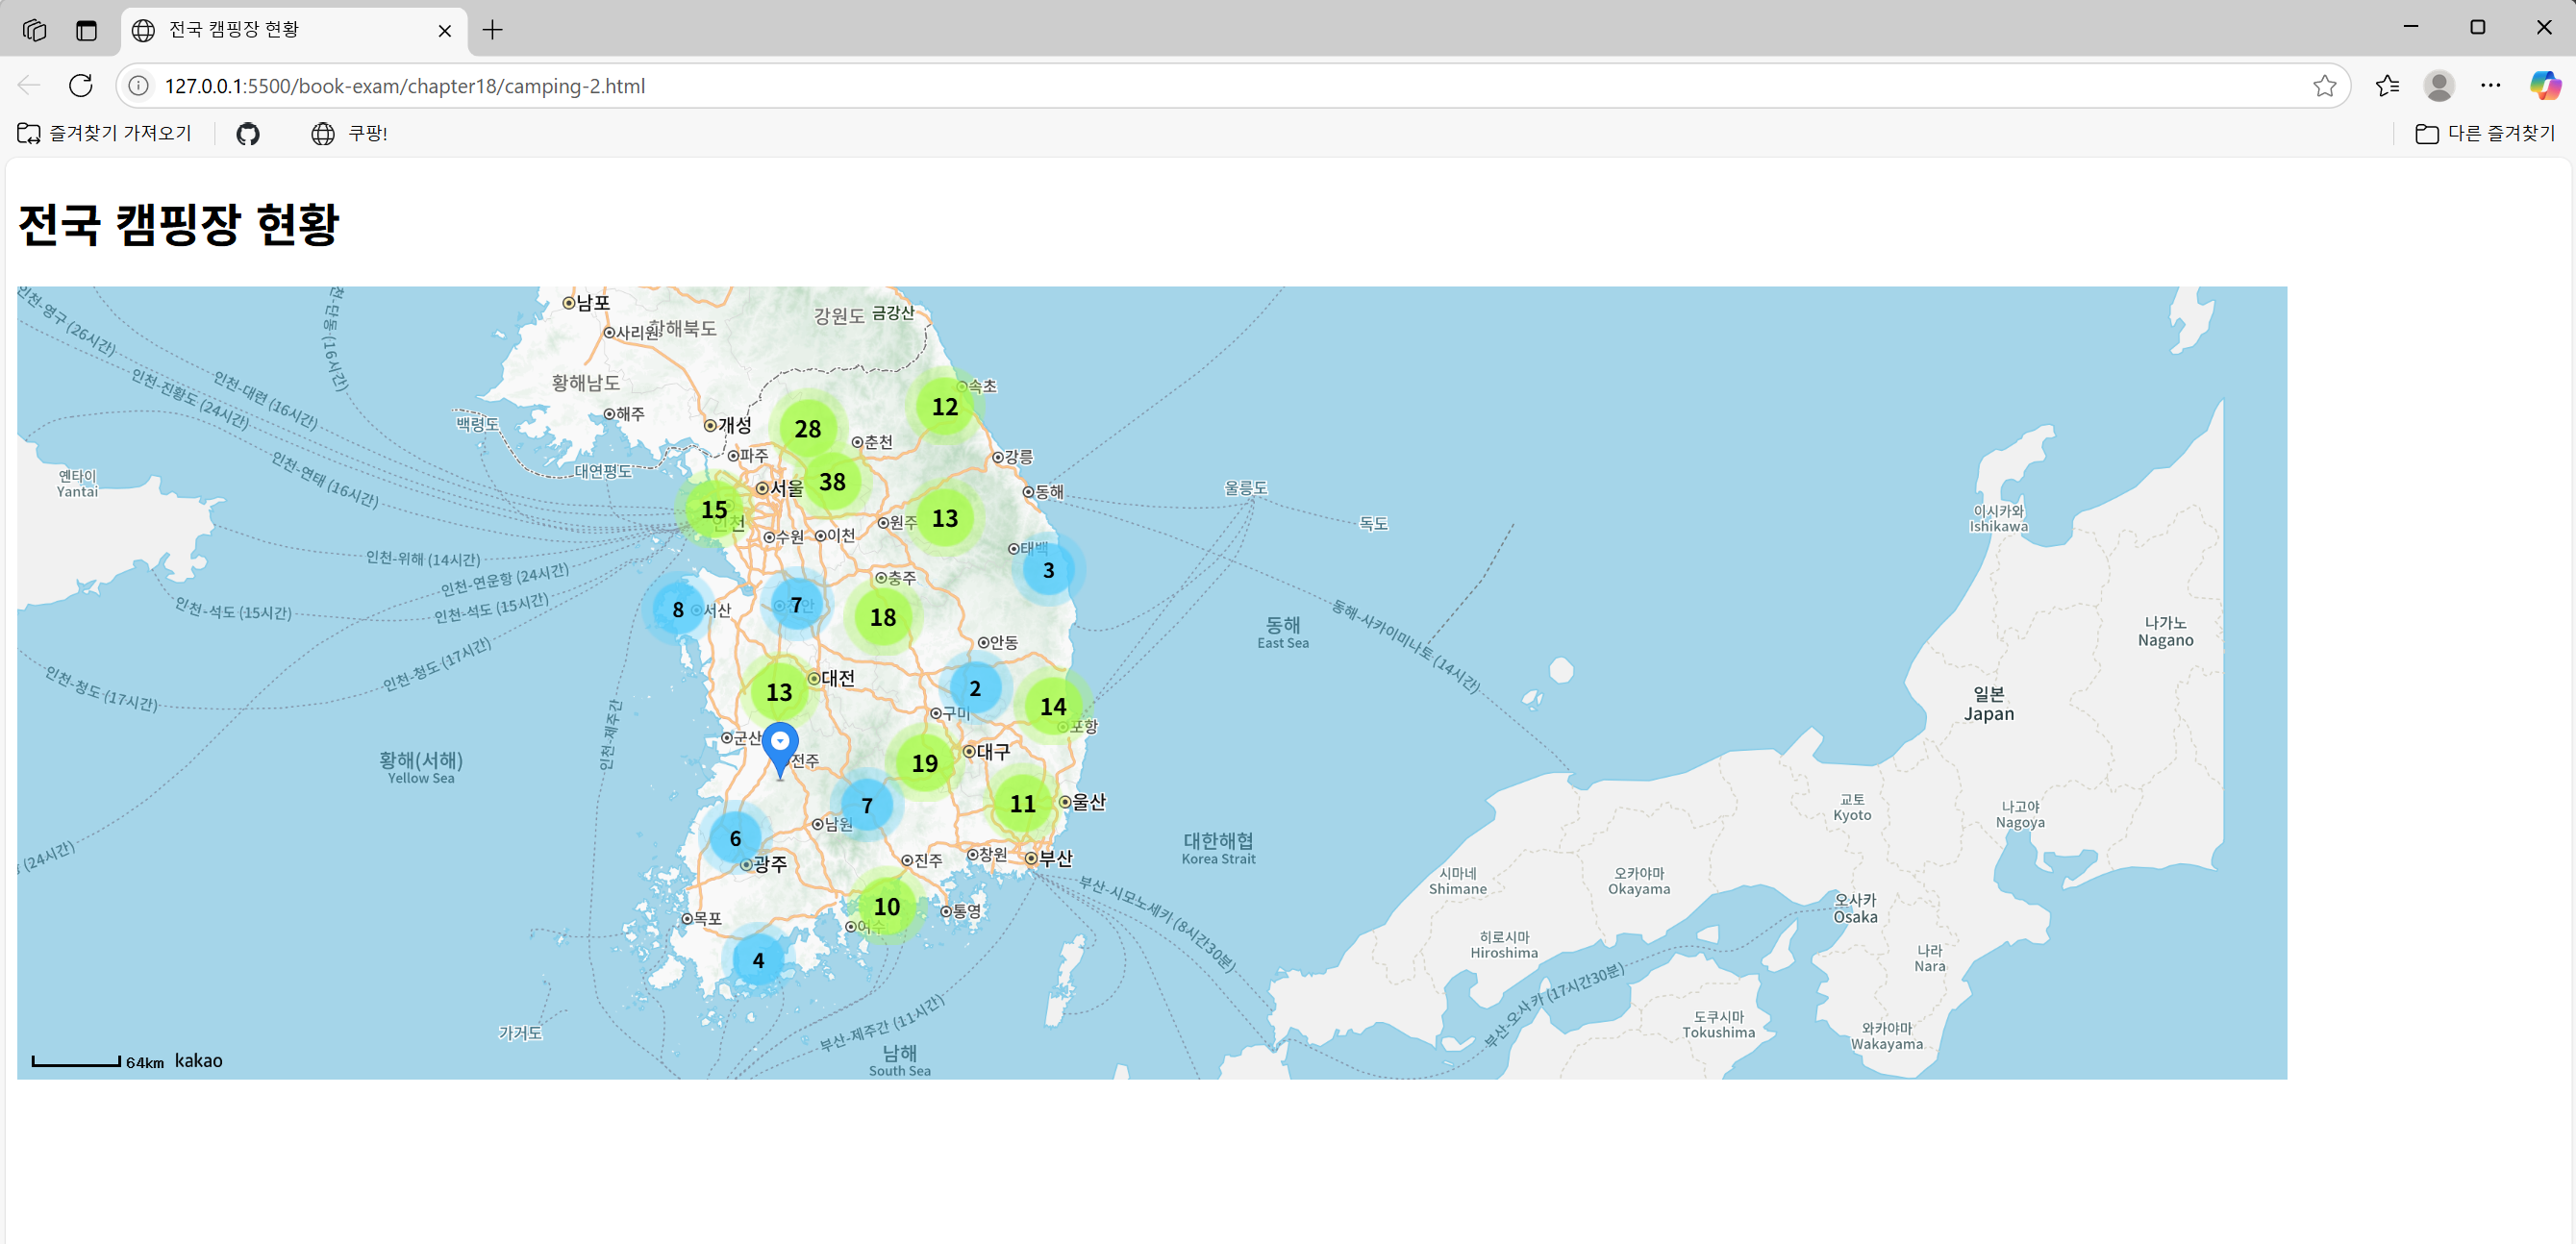 전국 캠핑장 현황
127.0.0.1:5500/book-exam/chapter18/camping-2.html
즐겨찾기 가져오기
쿠팡!
다른 즐겨찾기
전국 캠핑장 현황
남포
사리원
황해북도
강원도
금강산
인천-영구 (26시간)
인천-단동 (16시간)
인천-진황도 (24시간)
인천-대련 (16시간)
황해남도
해주
백령도
개성
28
12
속초
춘천
파주
강릉
대연평도
인천-연태 (16시간)
옌타이
Yantai
서울
38
동해
울릉도
독도
15
인천
13
원주
수원
이천
이시카와
Ishikawa
태백
3
인천-위해 (14시간)
인천-연운항 (24시간)
인천-석도 (15시간)
인천-석도 (15시간)
충주
8
서산
7
18
동해
East Sea
동해-사카이미나토 (14시간)
나가노
Nagano
안동
인천-청도 (17시간)
인천-청도 (17시간)
13
대전
2
14
구미
포항
일본
Japan
인천-제주간
군산
전주
황해(서해)
Yellow Sea
19
대구
7
11
울산
교토
Kyoto
나고야
Nagoya
남원
6
광주
진주
창원
부산
대한해협
Korea Strait
(24시간)
부산-시모노세키 (8시간30분)
시마네
Shimane
오카야마
Okayama
오사카
Osaka
10
목포
여수
통영
히로시마
Hiroshima
나라
Nara
4
부산-오사카 (17시간30분)
가거도
부산-제주간 (11시간)
도쿠시마
Tokushima
와카야마
Wakayama
남해
South Sea
64km kakao